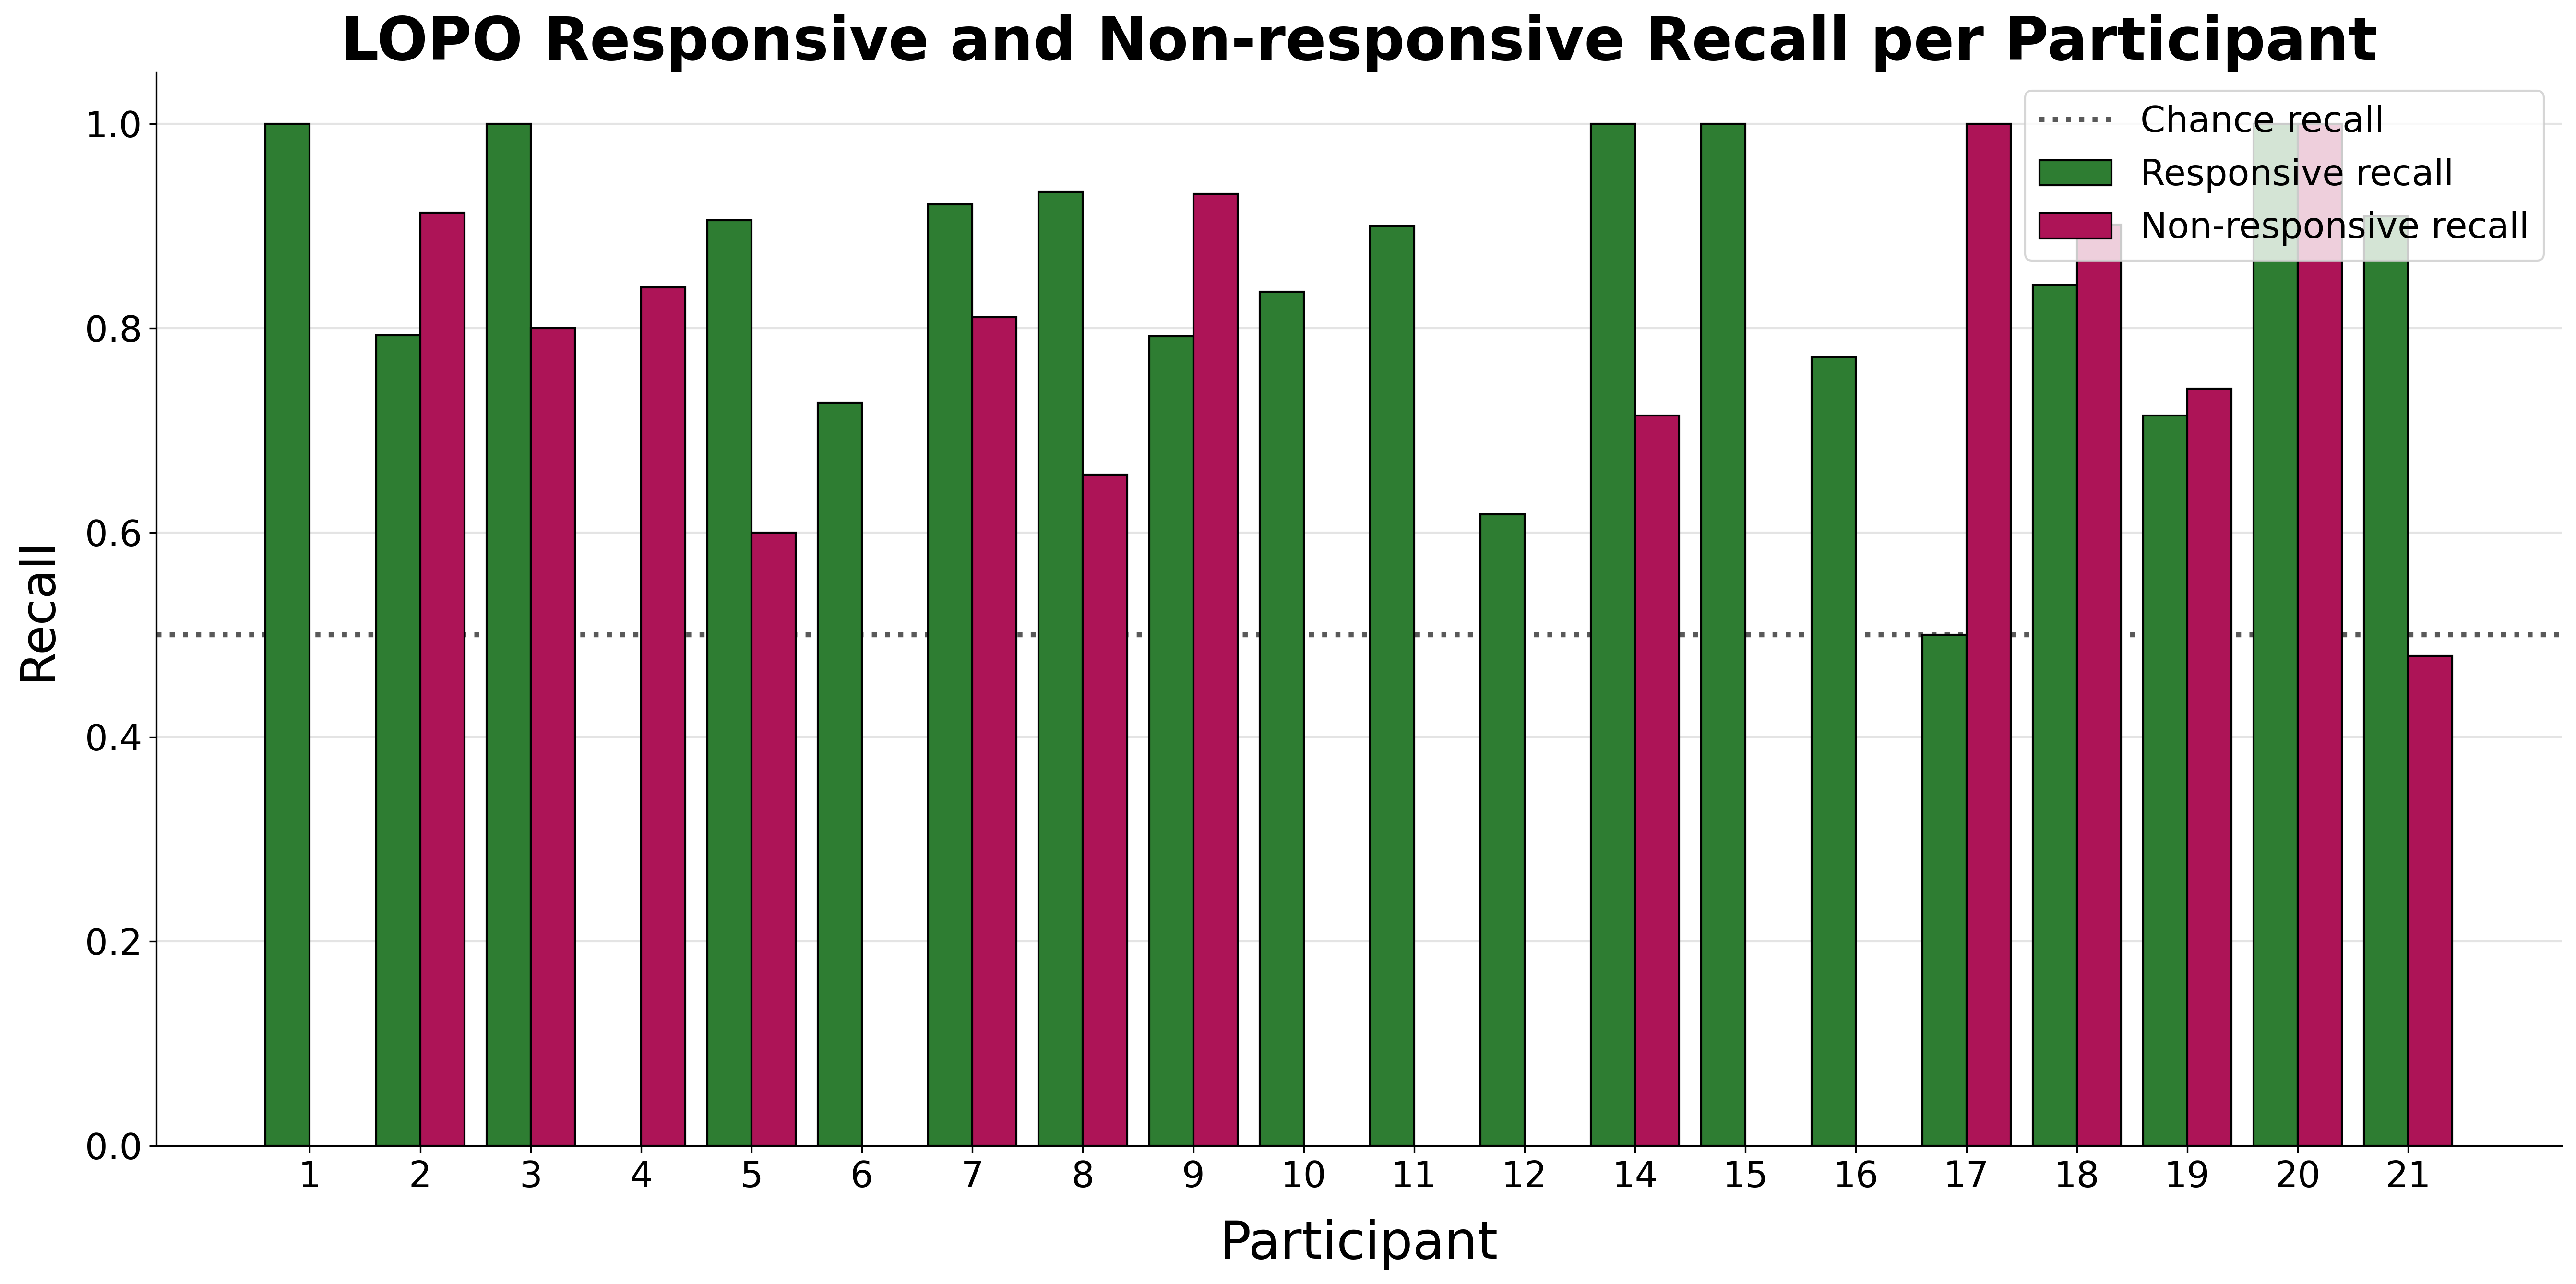 LOPO Responsive and Non-responsive Recall per Participant
Chance recall
Responsive recall
Non-responsive recall
1.0
0.8
0.6
0.4
0.2
0.0
Recall
1 2 3 4 5 6 7 8 9 10 11 12 14 15 16 17 18 19 20 21
Participant